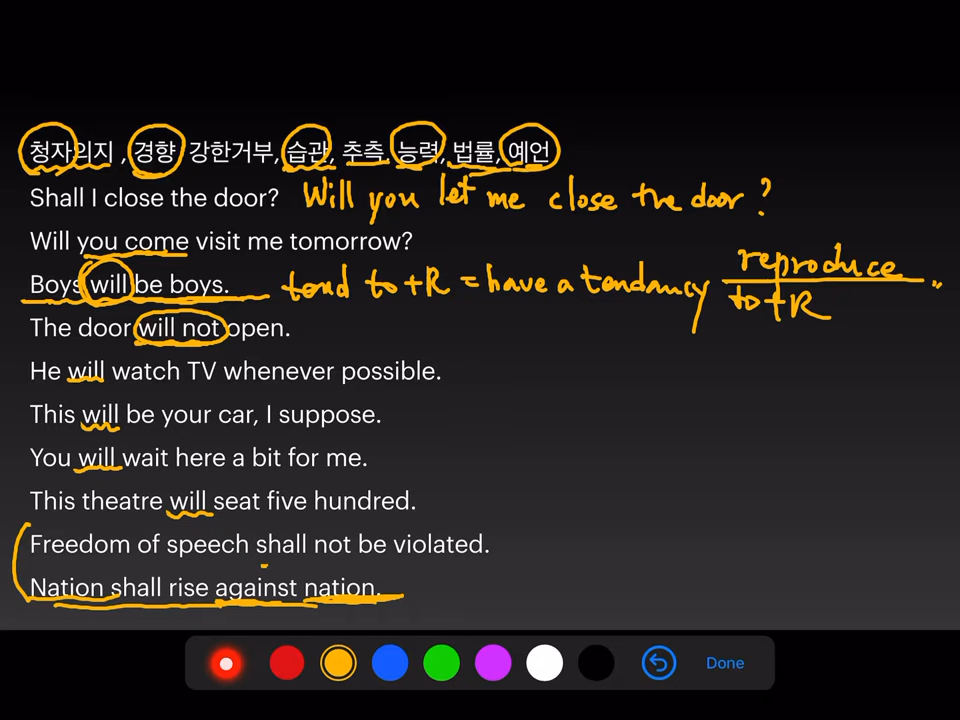 청자의지 , 경향, 강한거부, 습관, 추측, 능력, 법률, 예언
Shall I close the door? Will you let me close the door?
Will you come visit me tomorrow?
Boys will be boys. tend to +R = have a tendancy to +R reproduce
The door will not open.
He will watch TV whenever possible.
This will be your car, I suppose.
You will wait here a bit for me.
This theatre will seat five hundred.
Freedom of speech shall not be violated.
Nation shall rise against nation.
Done